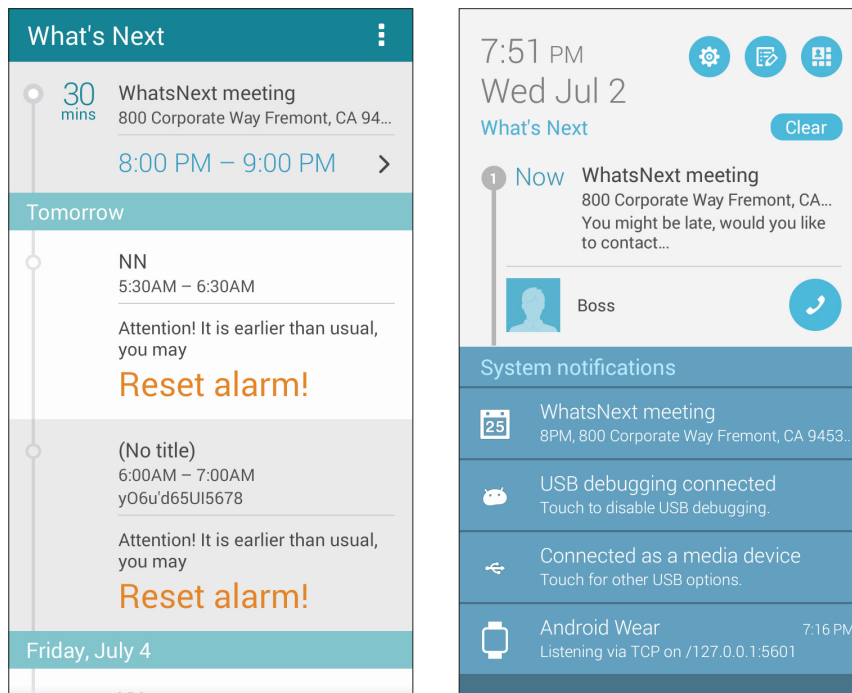 What's Next
30
mins
WhatsNext meeting
800 Corporate Way Fremont, CA 94...
8:00 PM – 9:00 PM
Tomorrow
NN
5:30AM – 6:30AM
Attention! It is earlier than usual,
you may
Reset alarm!
(No title)
6:00AM – 7:00AM
yO6u'd65UI5678
Attention! It is earlier than usual,
you may
Reset alarm!
Friday, July 4
7:51 PM
Wed Jul 2
What's Next
Clear
1
Now
WhatsNext meeting
800 Corporate Way Fremont, CA...
You might be late, would you like
to contact...
Boss
System notifications
25
WhatsNext meeting
8PM, 800 Corporate Way Fremont, CA 9453..
USB debugging connected
Touch to disable USB debugging.
Connected as a media device
Touch for other USB options.
Android Wear
7:16 PM
Listening via TCP on /127.0.0.1:5601